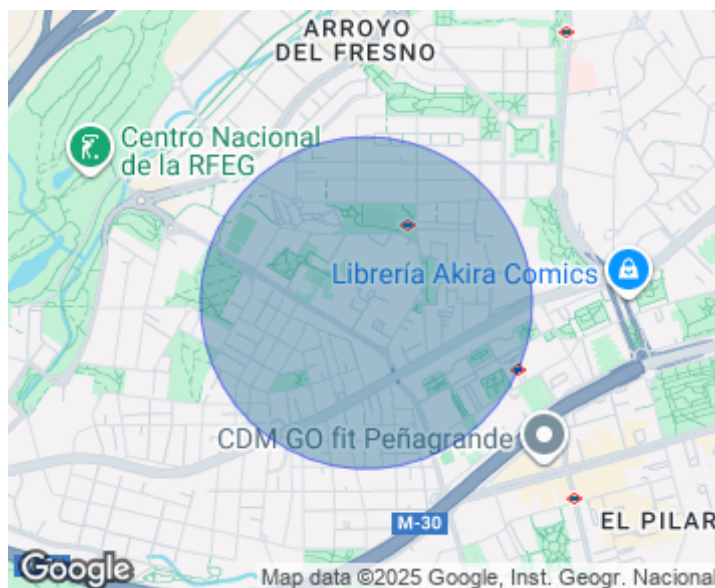 ARROYO
DEL FRESNO
Centro Nacional
de la RFEG
Librería Akira Comics
CDM GO fit Peñagrande
M-30
EL PILAR
Google
Map data ©2025 Google, Inst. Geogr. Nacional